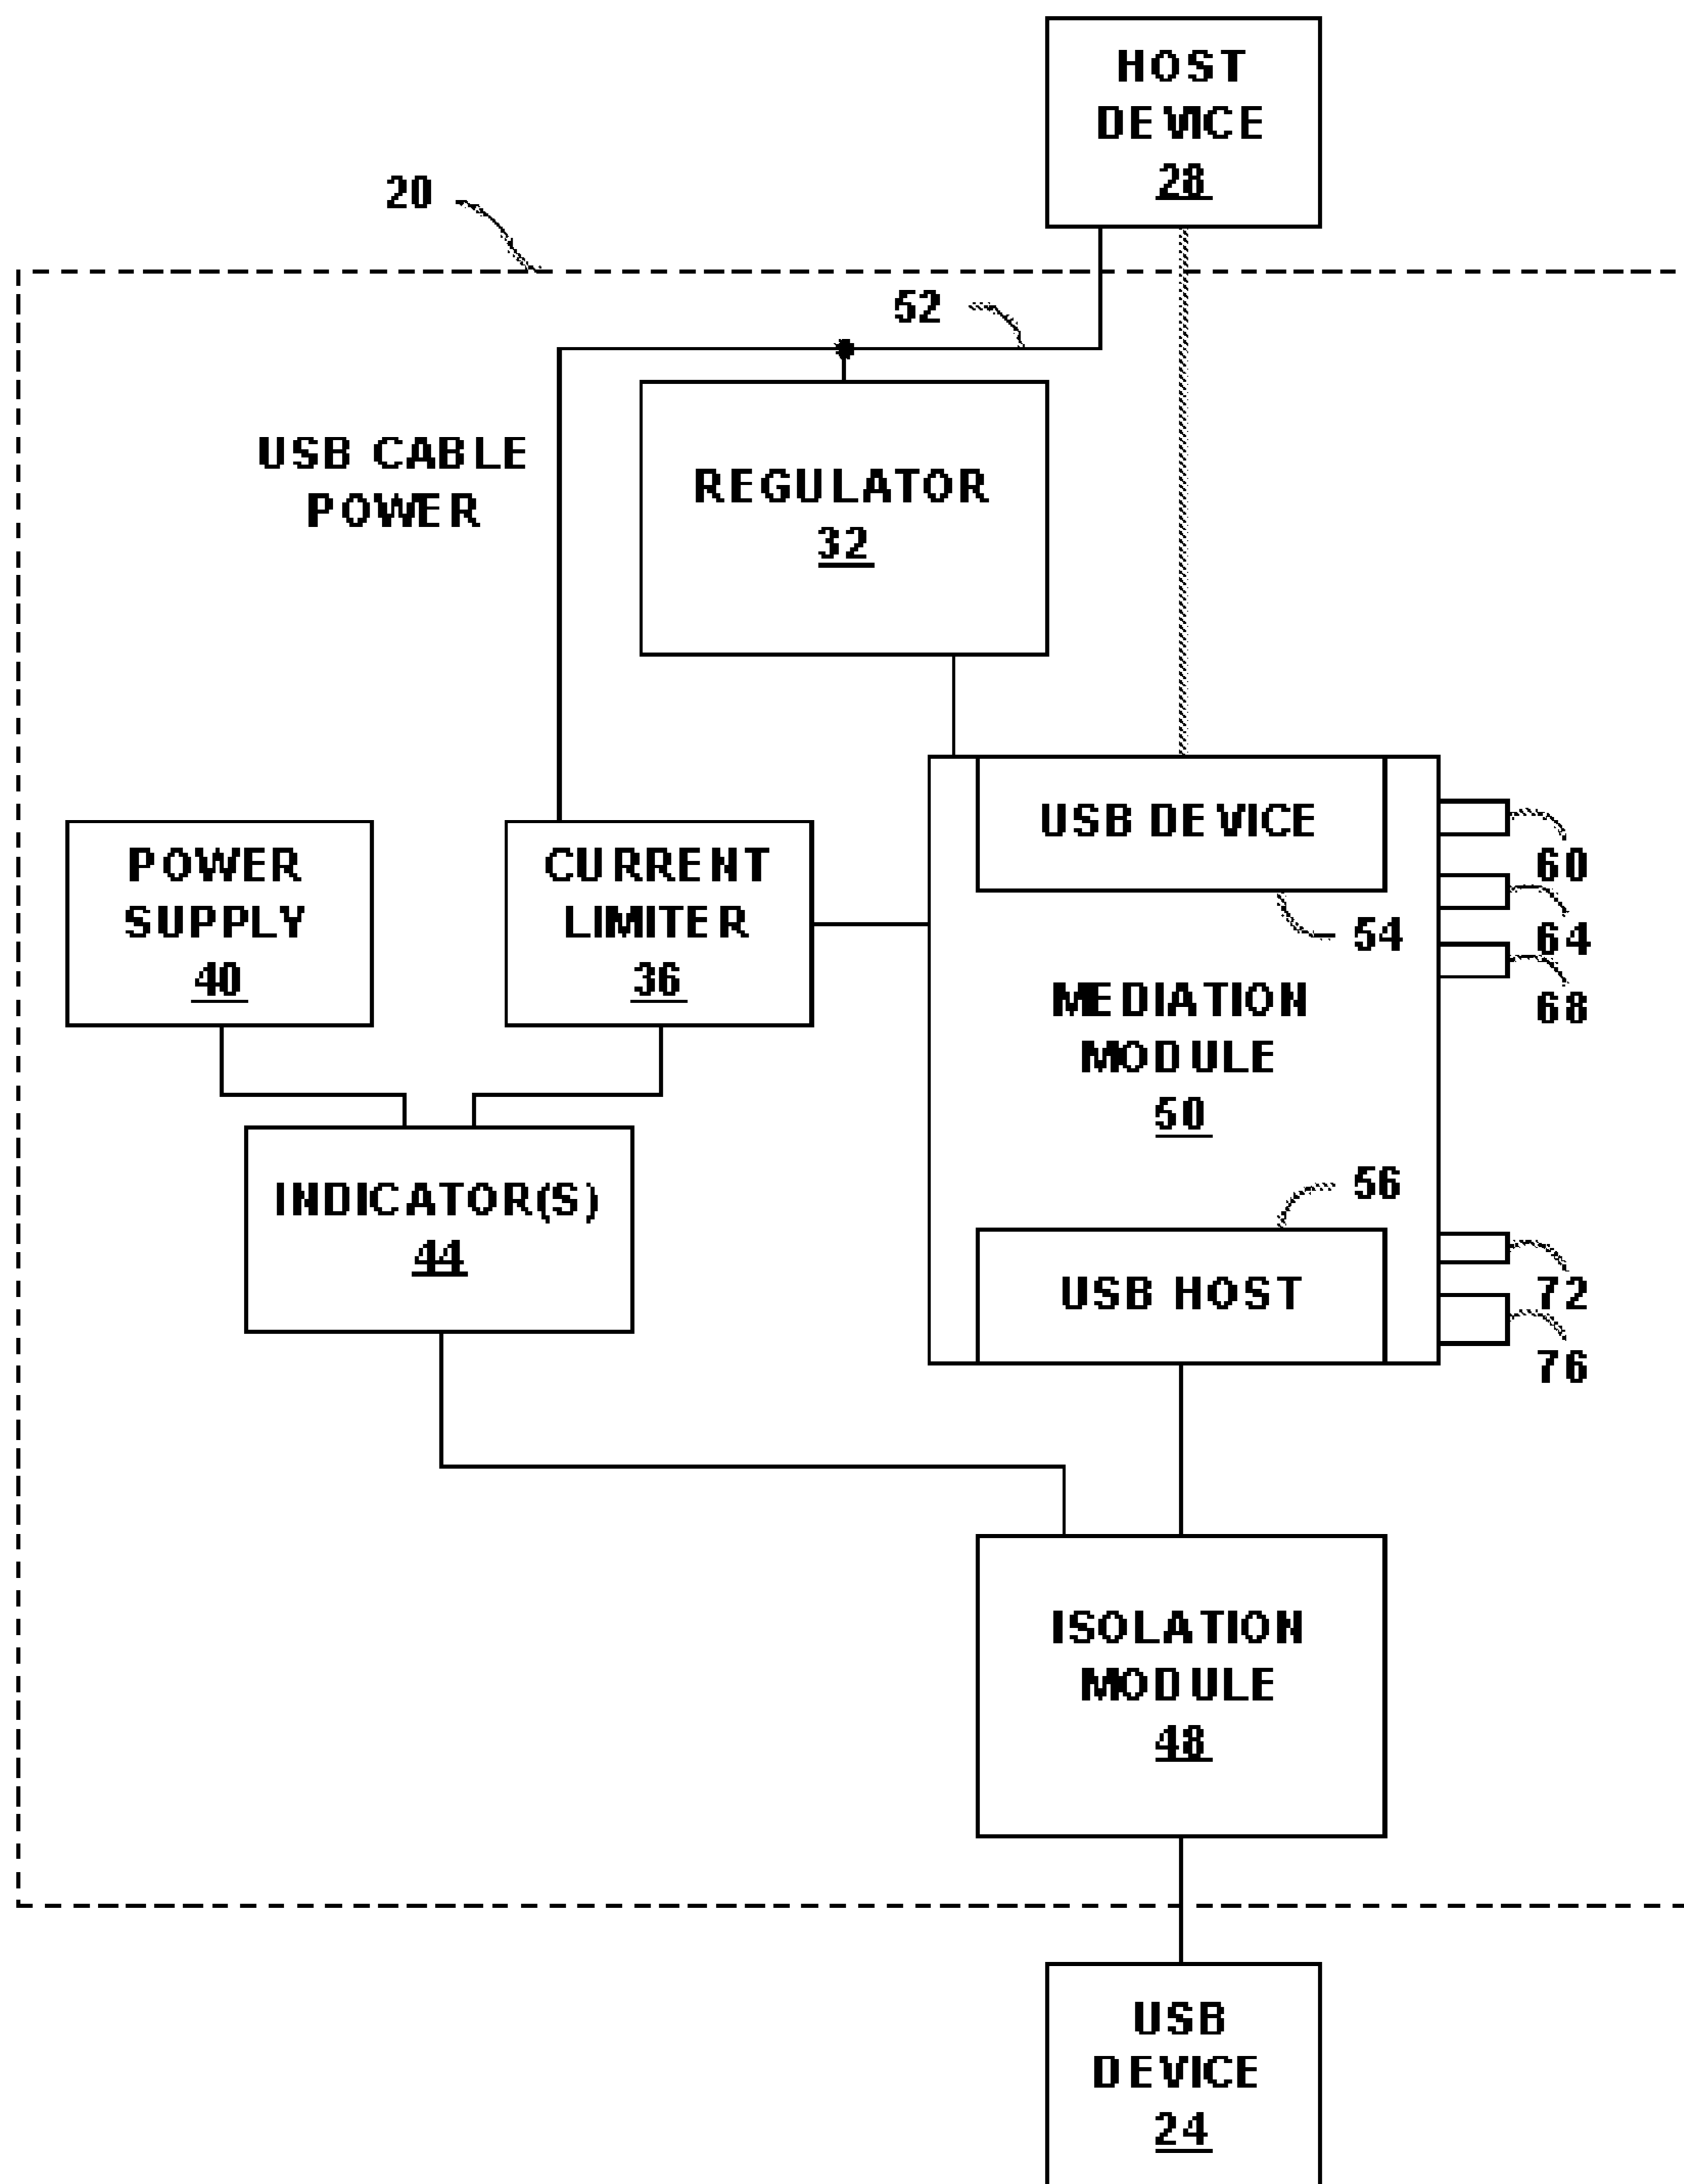 HOST
DEVICE
28
20
52
USB CABLE
POWER
REGULATOR
32
USB DEVICE
60
POWER
SUPPLY
40
CURRENT
LIMITER
36
54
64
68
MEDIATION
MODULE
50
56
INDICATOR(S)
44
USB HOST
72
76
ISOLATION
MODULE
48
USB
DEVICE
24